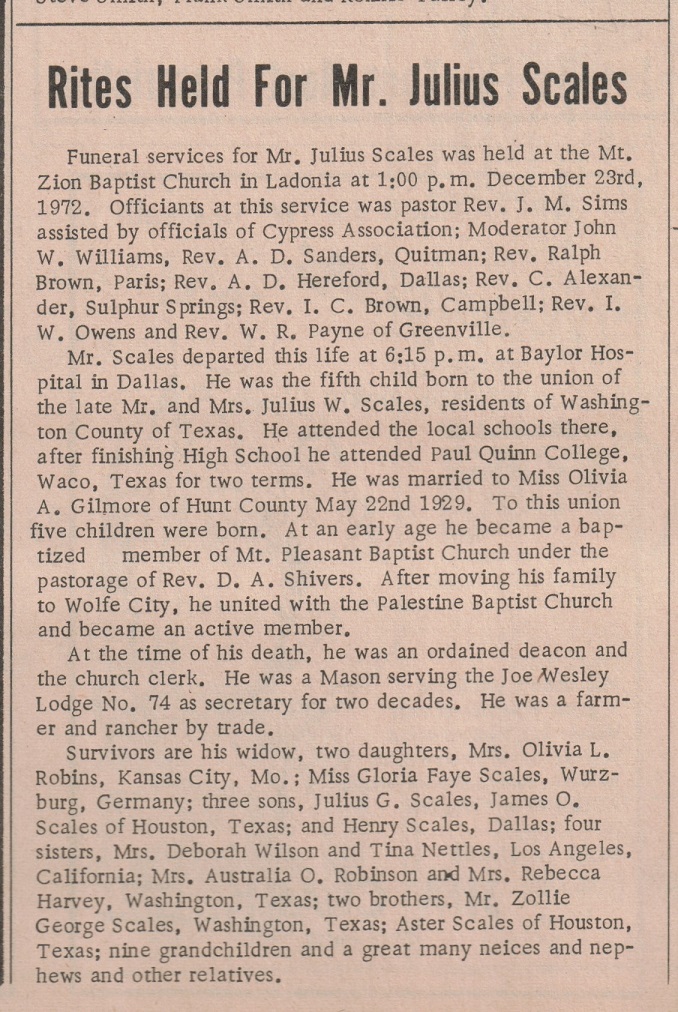 Rites Held For Mr. Julius Scales
Funeral services for Mr. Julius Scales was held at the Mt.
Zion Baptist Church in Ladonia at 1:00 p.m. December 23rd,
1972. Officiants at this service was pastor Rev. J. M. Sims
assisted by officials of Cypress Association; Moderator John
W. Williams, Rev. A. D. Sanders, Quitman; Rev. Ralph
Brown, Paris; Rev. A. D. Hereford, Dallas; Rev. C. Alexan-
der, Sulphur Springs; Rev. I. C. Brown, Campbell; Rev. I.
W. Owens and Rev. W. R. Payne of Greenville.
Mr. Scales departed this life at 6:15 p.m. at Baylor Hos-
pital in Dallas. He was the fifth child born to the union of
the late Mr. and Mrs. Julius W. Scales, residents of Washing-
ton County of Texas. He attended the local schools there,
after finishing High School he attended Paul Quinn College,
Waco, Texas for two terms. He was married to Miss Olivia
A. Gilmore of Hunt County May 22nd 1929. To this union
five children were born. At an early age he became a bap-
tized member of Mt. Pleasant Baptist Church under the
pastorage of Rev. D. A. Shivers. After moving his family
to Wolfe City, he united with the Palestine Baptist Church
and became an active member.
At the time of his death, he was an ordained deacon and
the church clerk. He was a Mason serving the Joe Wesley
Lodge No. 74 as secretary for two decades. He was a farm-
er and rancher by trade.
Survivors are his widow, two daughters, Mrs. Olivia L.
Robins, Kansas City, Mo.; Miss Gloria Faye Scales, Wurz-
burg, Germany; three sons, Julius G. Scales, James O.
Scales of Houston, Texas; and Henry Scales, Dallas; four
sisters, Mrs. Deborah Wilson and Tina Nettles, Los Angeles,
California; Mrs. Australia O. Robinson and Mrs. Rebecca
Harvey, Washington, Texas; two brothers, Mr. Zollie
George Scales, Washington, Texas; Aster Scales of Houston,
Texas; nine grandchildren and a great many neices and nep-
hews and other relatives.